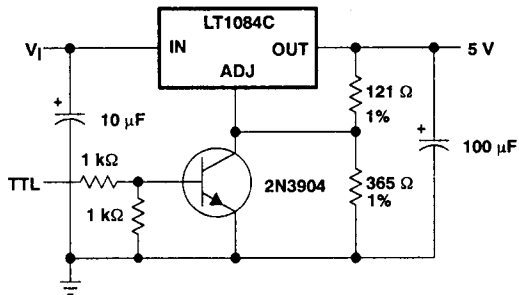 LT1084C
V_I
IN
OUT
5 V
ADJ
121 Ω
1%
+
10 μF
+
100 μF
1 kΩ
TTL
2N3904
365 Ω
1%
1 kΩ